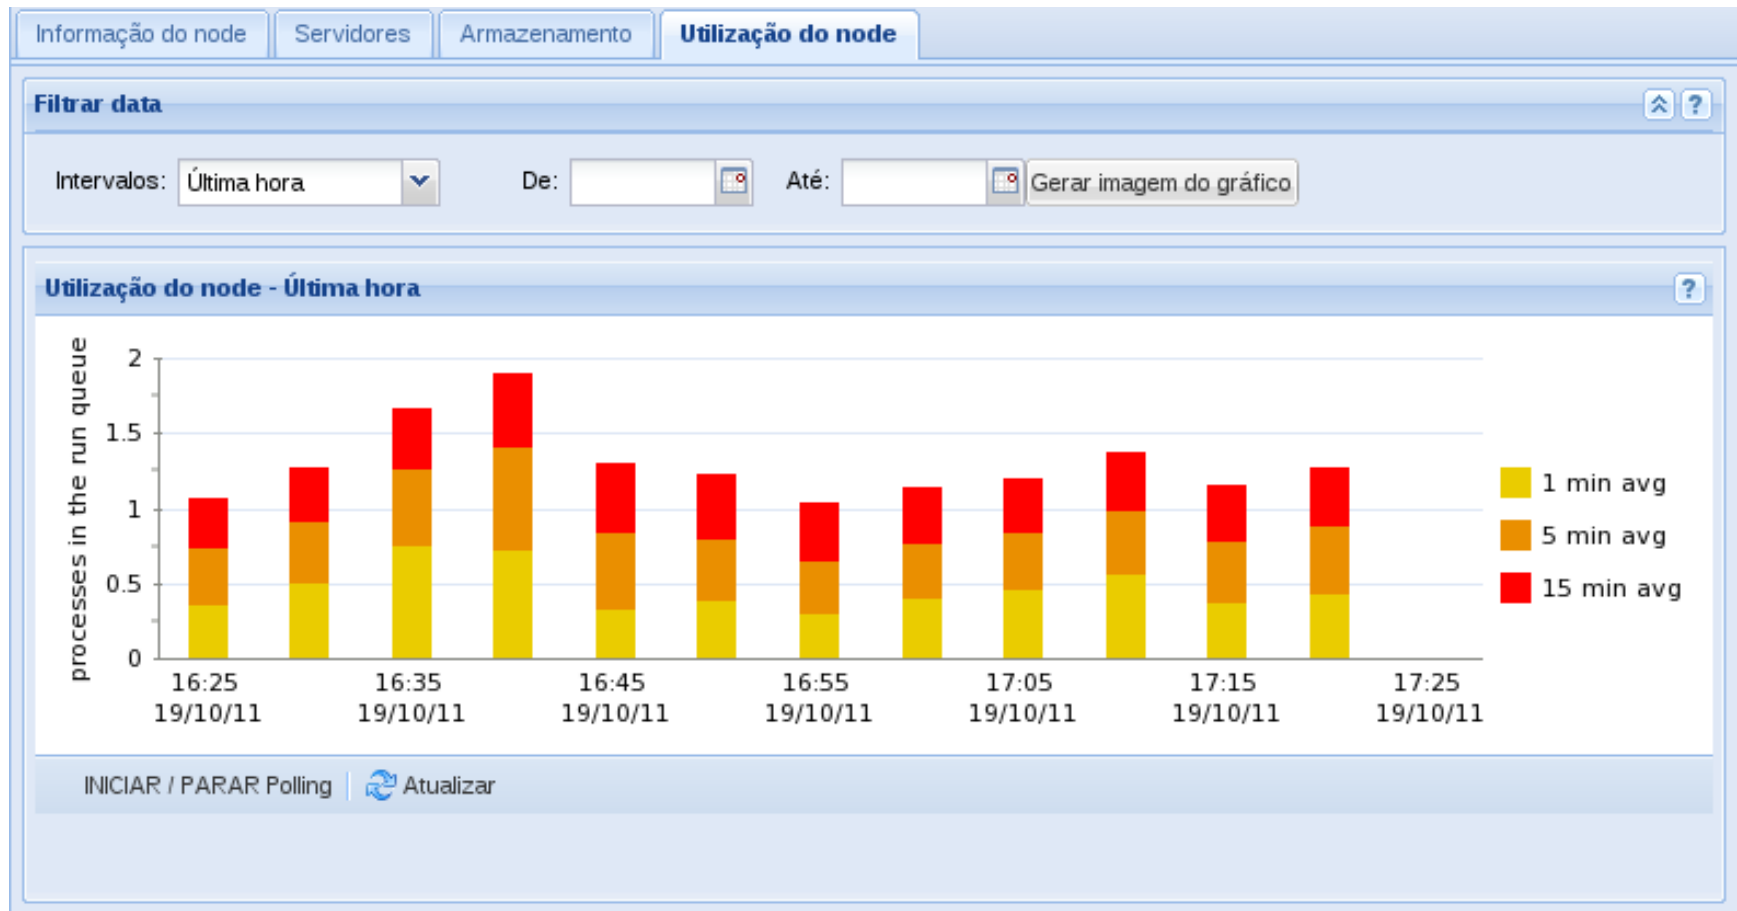 Informação do node Servidores Armazenamento Utilização do node
Filtrar data ?
Intervalos: Última hora De: Até: Gerar imagem do gráfico
Utilização do node - Última hora ?
processes in the run queue
2
1.5
1
0.5
0
16:25 16:35 16:45 16:55 17:05 17:15 17:25
19/10/11 19/10/11 19/10/11 19/10/11 19/10/11 19/10/11 19/10/11
1 min avg
5 min avg
15 min avg
INICIAR / PARAR Polling Atualizar